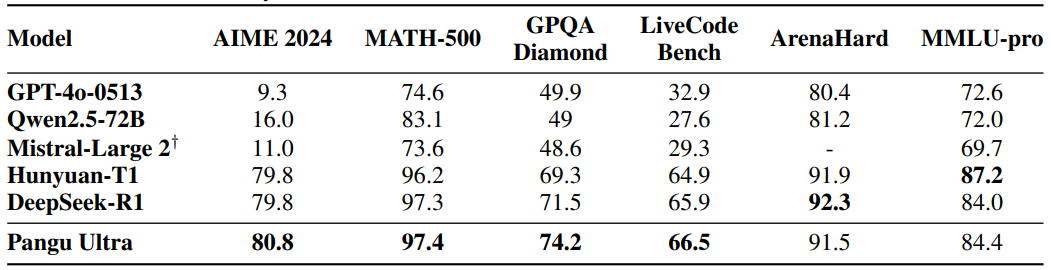 Model AIME 2024 MATH-500 GPQA Diamond LiveCode Bench ArenaHard MMLU-pro
GPT-4o-0513 9.3 74.6 49.9 32.9 80.4 72.6
Qwen2.5-72B 16.0 83.1 49 27.6 81.2 72.0
Mistral-Large 2† 11.0 73.6 48.6 29.3 - 69.7
Hunyuan-T1 79.8 96.2 69.3 64.9 91.9 87.2
DeepSeek-R1 79.8 97.3 71.5 65.9 92.3 84.0
Pangu Ultra 80.8 97.4 74.2 66.5 91.5 84.4